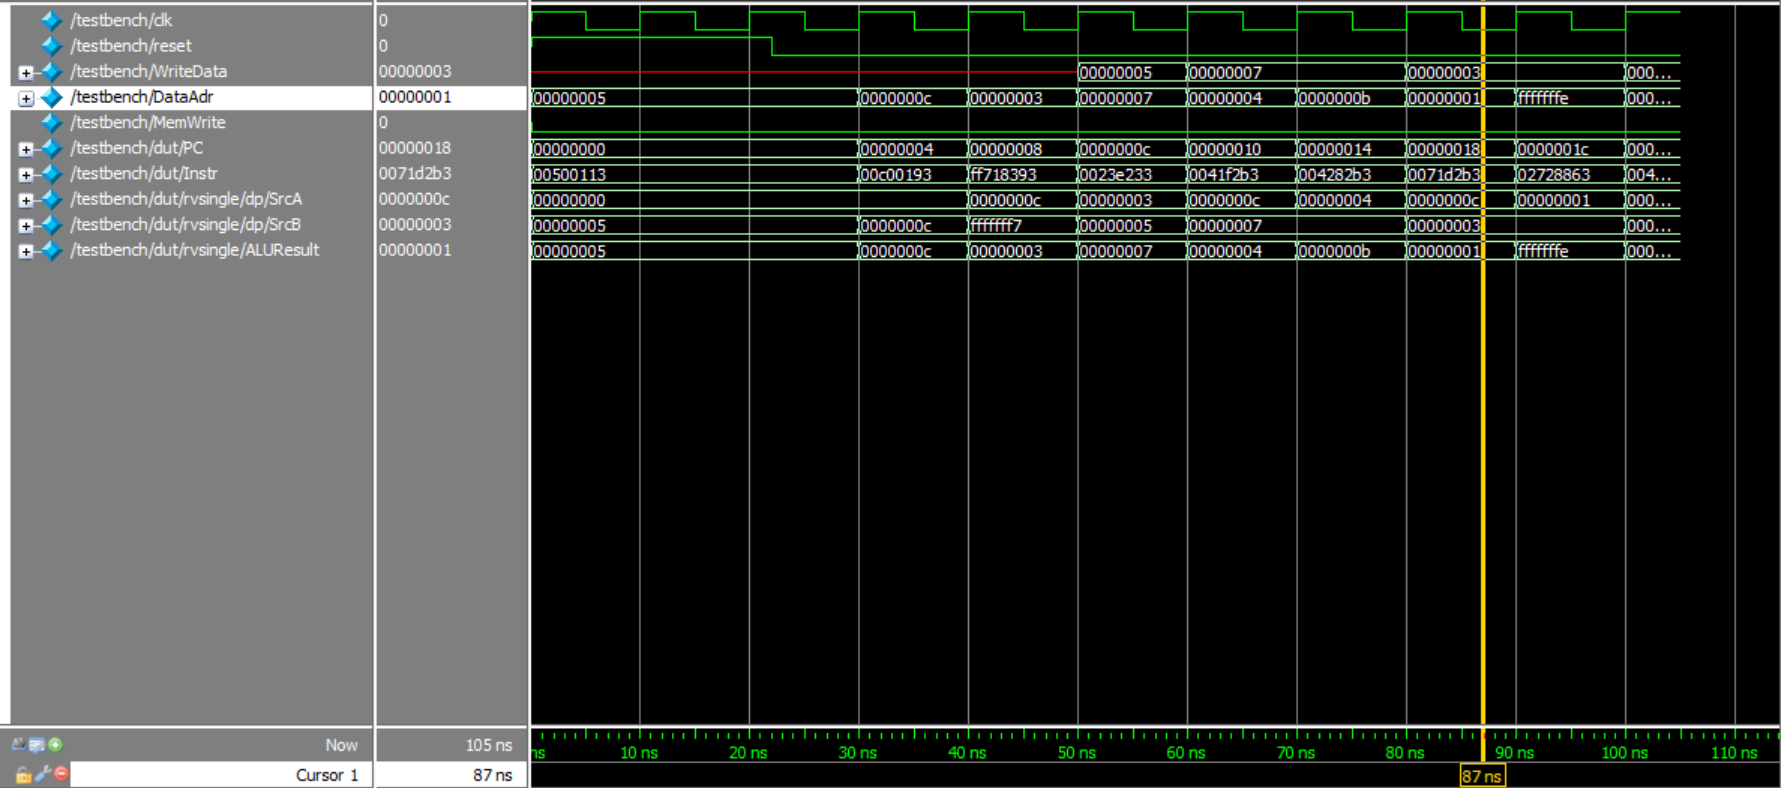 /testbench/clk 0
/testbench/reset 0
/testbench/WriteData 00000003 00000005 00000007 00000003 000...
/testbench/DataAdr 00000001 00000005 0000000c 00000003 00000007 00000004 0000000b 00000001 fffffffe 000...
/testbench/MemWrite 0
/testbench/dut/PC 00000018 00000000 00000004 00000008 0000000c 00000010 00000014 00000018 0000001c 000...
/testbench/dut/Instr 0071d2b3 00500113 00c00193 ff718393 0023e233 0041f2b3 004282b3 0071d2b3 02728863 004...
/testbench/dut/rvsingle/dp/SrcA 0000000c 00000000 0000000c 00000003 0000000c 00000004 0000000c 00000001 000...
/testbench/dut/rvsingle/dp/SrcB 00000003 00000005 0000000c fffffff7 00000005 00000007 00000003 000...
/testbench/dut/rvsingle/ALUResult 00000001 00000005 0000000c 00000003 00000007 00000004 0000000b 00000001 fffffffe 000...
Now 105 ns ns 10 ns 20 ns 30 ns 40 ns 50 ns 60 ns 70 ns 80 ns 90 ns 100 ns 110 ns
Cursor 1 87 ns 87 ns